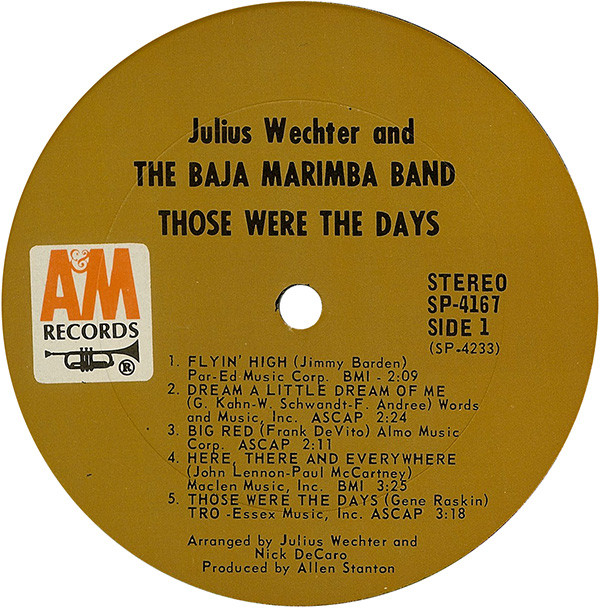 Julius Wechter and
THE BAJA MARIMBA BAND
THOSE WERE THE DAYS
A&M
RECORDS
®
STEREO
SP-4167
SIDE 1
(SP-4233)
1. FLYIN' HIGH (Jimmy Barden)
Par-Ed Music Corp. BMI - 2:09
2. DREAM A LITTLE DREAM OF ME
(G. Kahn-W. Schwandt-F. Andree) Words
and Music, Inc. ASCAP 2:24
3. BIG RED (Frank DeVito) Almo Music
Corp. ASCAP 2:11
4. HERE, THERE AND EVERYWHERE
(John Lennon-Paul McCartney)
Maclen Music, Inc. BMI 3:25
5. THOSE WERE THE DAYS (Gene Raskin)
TRO -Essex Music, Inc. ASCAP 3:18
Arranged by Julius Wechter and
Nick DeCaro
Produced by Allen Stanton